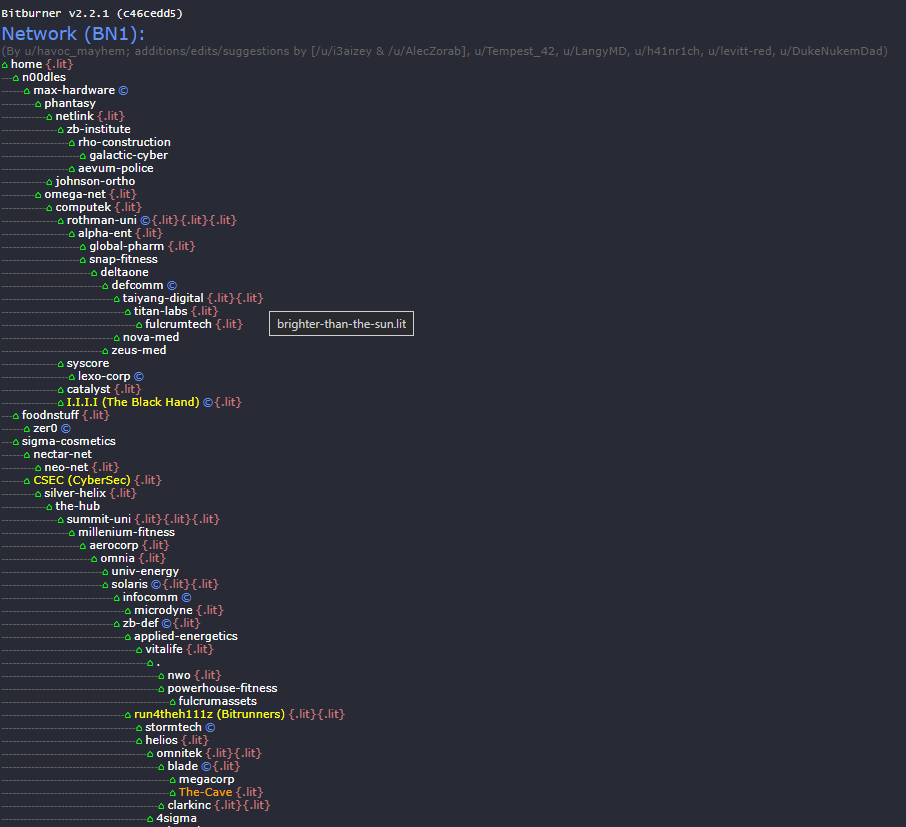 Bitburner v2.2.1 (c46cedd5)
Network (BN1):
(By u/havoc_mayhem; additions/edits/suggestions by [/u/i3aizey & /u/AlecZorab], u/Tempest_42, u/LangyMD, u/h41nr1ch, u/levitt-red, u/DukeNukemDad)
home {.lit}
n00dles
max-hardware ©
phantasy
netlink {.lit}
zb-institute
rho-construction
galactic-cyber
aevum-police
johnson-ortho
omega-net {.lit}
computek {.lit}
rothman-uni ©{.lit}{.lit}{.lit}
alpha-ent {.lit}
global-pharm {.lit}
snap-fitness
deltaone
defcomm ©
taiyang-digital {.lit}{.lit}
titan-labs {.lit}
fulcrumtech {.lit} brighter-than-the-sun.lit
nova-med
zeus-med
syscore
lexo-corp ©
catalyst {.lit}
I.I.I.I (The Black Hand) ©{.lit}
foodnstuff {.lit}
zer0 ©
sigma-cosmetics
nectar-net
neo-net {.lit}
CSEC (CyberSec) {.lit}
silver-helix {.lit}
the-hub
summit-uni {.lit}{.lit}{.lit}
millenium-fitness
aerocorp {.lit}
omnia {.lit}
univ-energy
solaris ©{.lit}{.lit}
infocomm ©
microdyne {.lit}
zb-def ©{.lit}
applied-energetics
vitalife {.lit}
.
nwo {.lit}
powerhouse-fitness
fulcrumassets
run4theh111z (Bitrunners) {.lit}{.lit}
stormtech ©
helios {.lit}
omnitek {.lit}{.lit}
blade ©{.lit}
megacorp
The-Cave {.lit}
clarkinc {.lit}{.lit}
4sigma